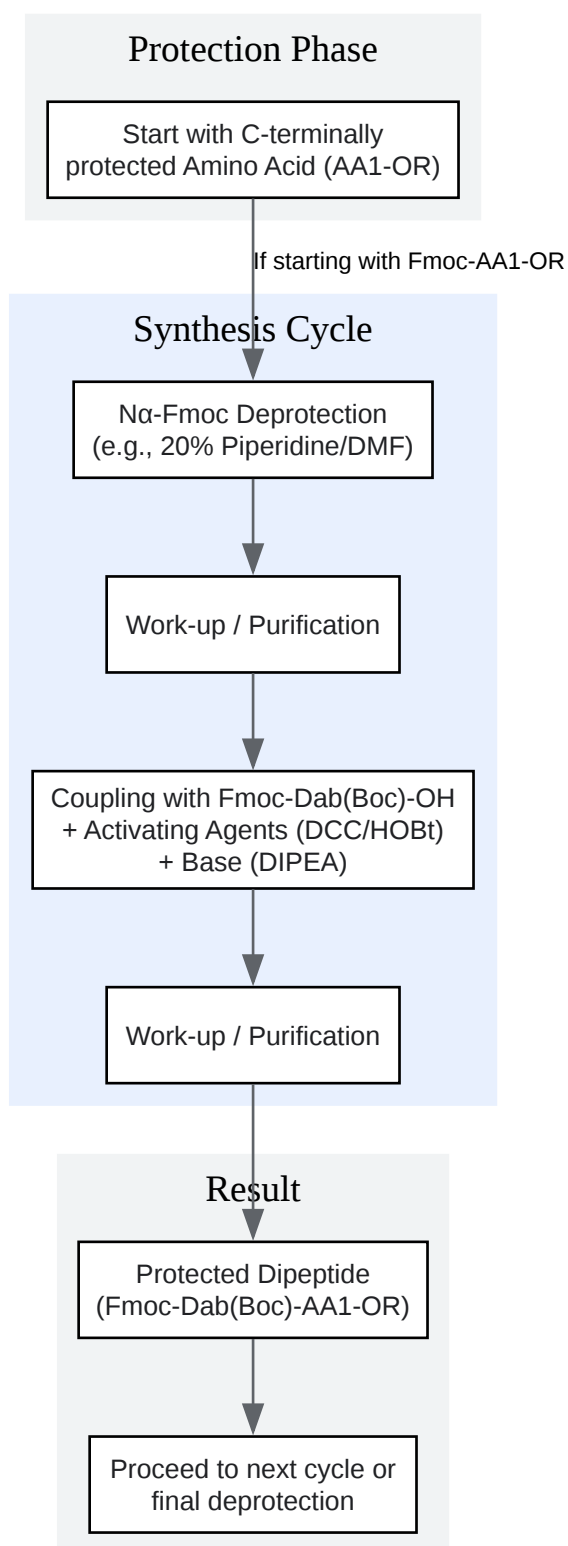 Protection Phase
Start with C-terminally
protected Amino Acid (AA1-OR)
If starting with Fmoc-AA1-OR
Synthesis Cycle
Nα-Fmoc Deprotection
(e.g., 20% Piperidine/DMF)
Work-up / Purification
Coupling with Fmoc-Dab(Boc)-OH
+ Activating Agents (DCC/HOBt)
+ Base (DIPEA)
Work-up / Purification
Result
Protected Dipeptide
(Fmoc-Dab(Boc)-AA1-OR)
Proceed to next cycle or
final deprotection